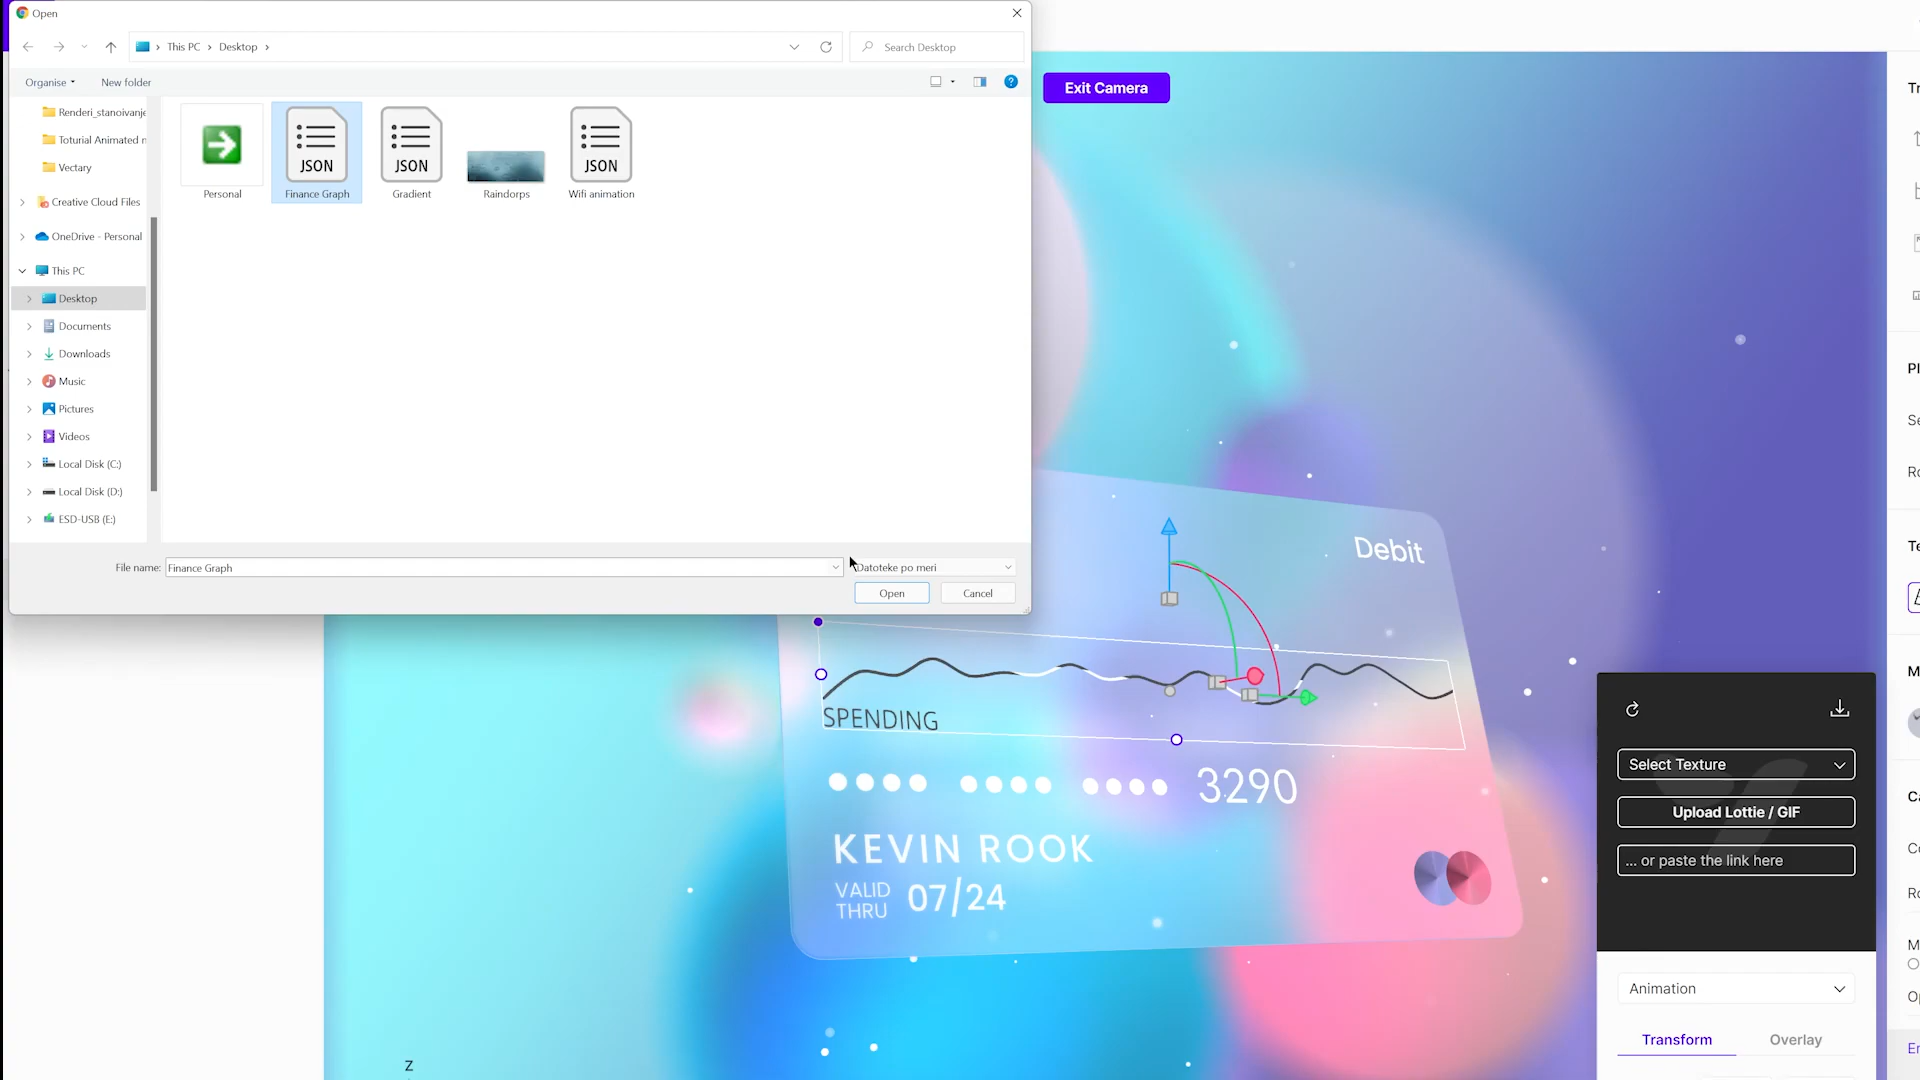 Open
This PC
Desktop
Search Desktop
Organise
New folder
Renderi_stanoivanje
Toturial Animated n
Vectary
Creative Cloud Files
OneDrive - Personal
This PC
Desktop
Documents
Downloads
Music
Pictures
Videos
Local Disk (C:)
Local Disk (D:)
ESD-USB (E:)
Personal
JSON
Finance Graph
JSON
Gradient
Raindorps
JSON
Wifi animation
File name:
Finance Graph
Datoteke po meri
Open
Cancel
Exit Camera
Debit
SPENDING
3290
KEVIN ROOK
VALID
THRU
07/24
Z
Select Texture
Upload Lottie / GIF
... or paste the link here
Animation
Transform
Overlay